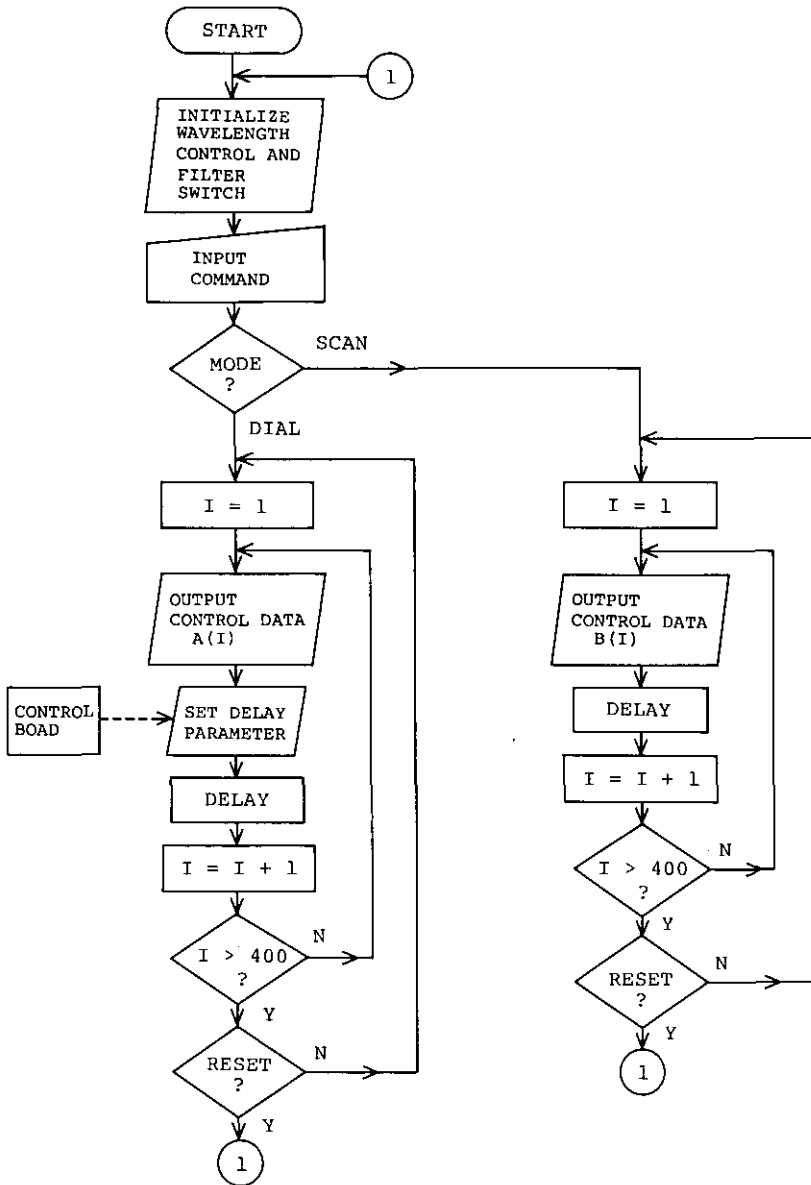 START
1
INITIALIZE
WAVELENGTH
CONTROL AND
FILTER
SWITCH
INPUT
COMMAND
MODE
?
SCAN
DIAL
I = 1
OUTPUT
CONTROL DATA
A(I)
CONTROL
BOAD
SET DELAY
PARAMETER
DELAY
I = I + 1
I > 400
?
N
Y
RESET
?
N
Y
1
I = 1
OUTPUT
CONTROL DATA
B(I)
DELAY
I = I + 1
I > 400
?
N
Y
RESET
?
N
Y
1